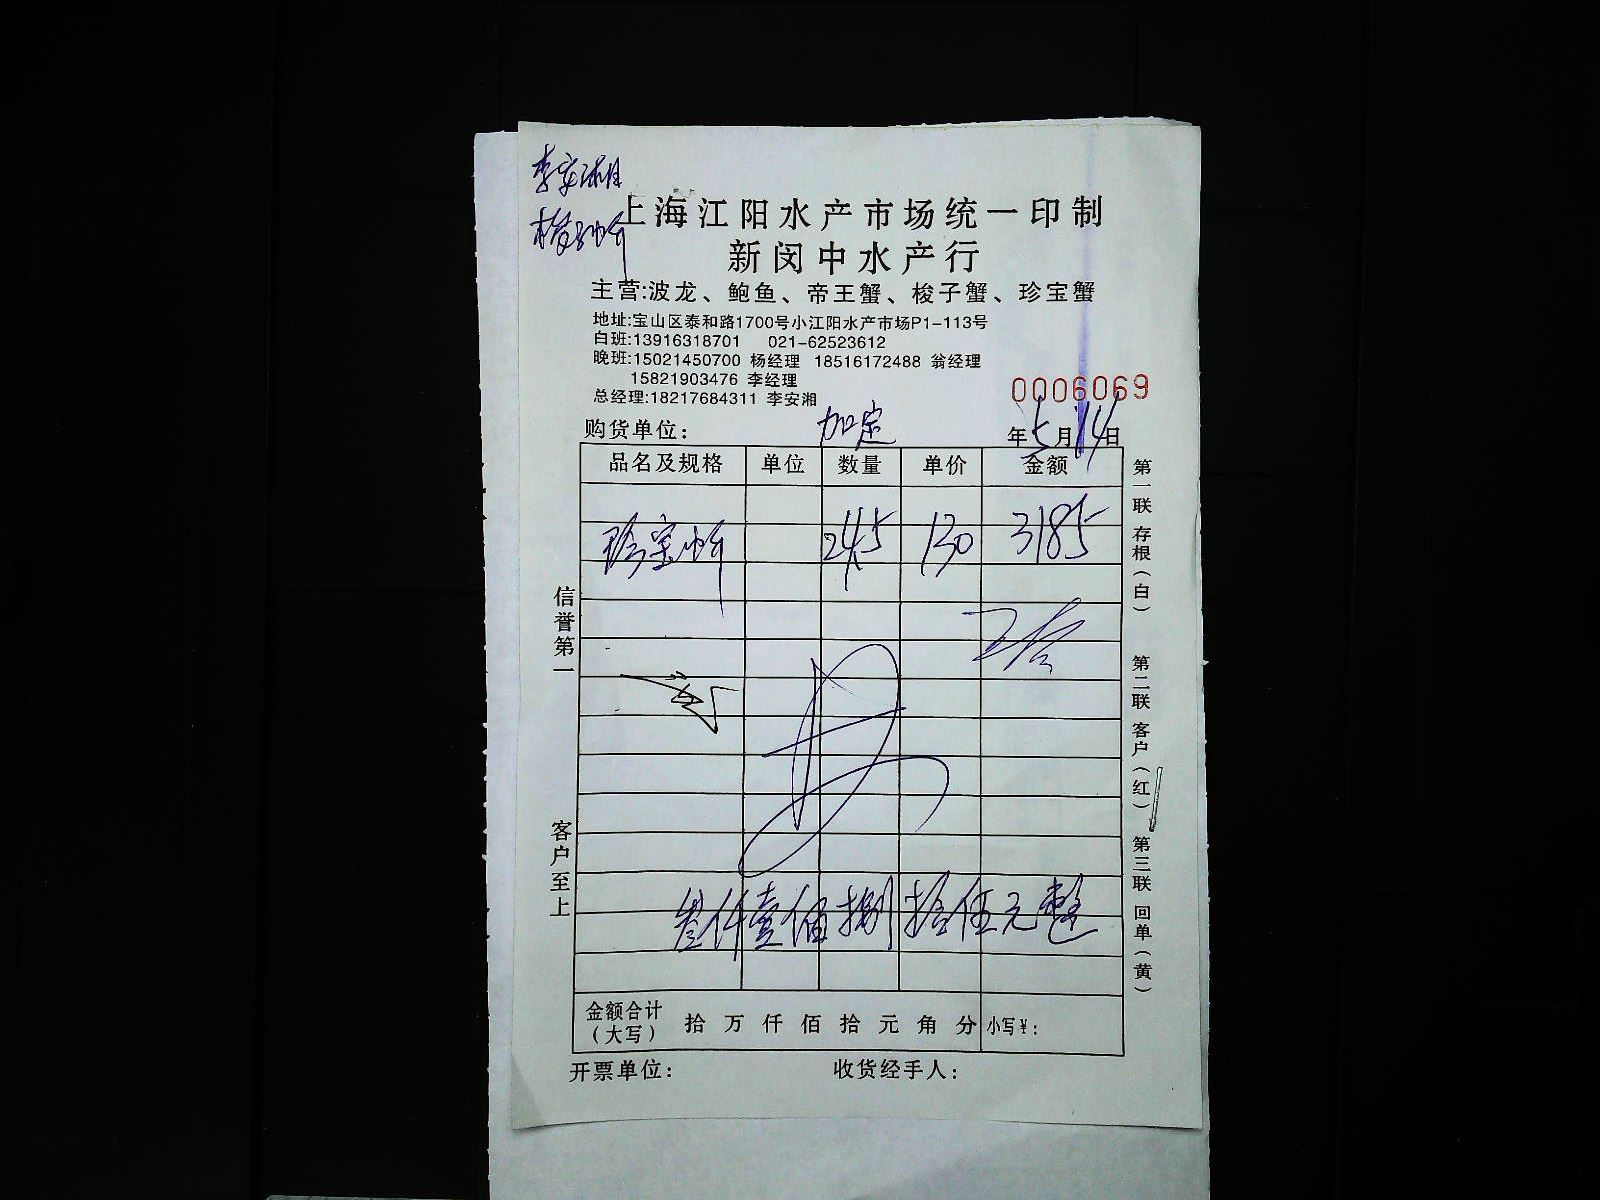 李安湘
上海江阳水产市场统一印制
新闵中水产行
主营:波龙、鲍鱼、帝王蟹、梭子蟹、珍宝蟹
地址:宝山区泰和路1700号小江阳水产市场P1-113号
白班:13916318701 021-62523612
晚班:15021450700 杨经理 18516172488 翁经理
15821903476 李经理
总经理:18217684311 李安湘
0006069
购货单位: 加定 年5月14日
品名及规格 单位 数量 单价 金额
珍宝 245 130 3185
叁仟壹佰捌拾伍元整
金额合计 拾 万 仟 佰 拾 元 角 分 小写¥:
(大写)
开票单位: 收货经手人:
信誉第一
客户至上
第一联 存根(白)
第二联 客户(红)
第三联 回单(黄)